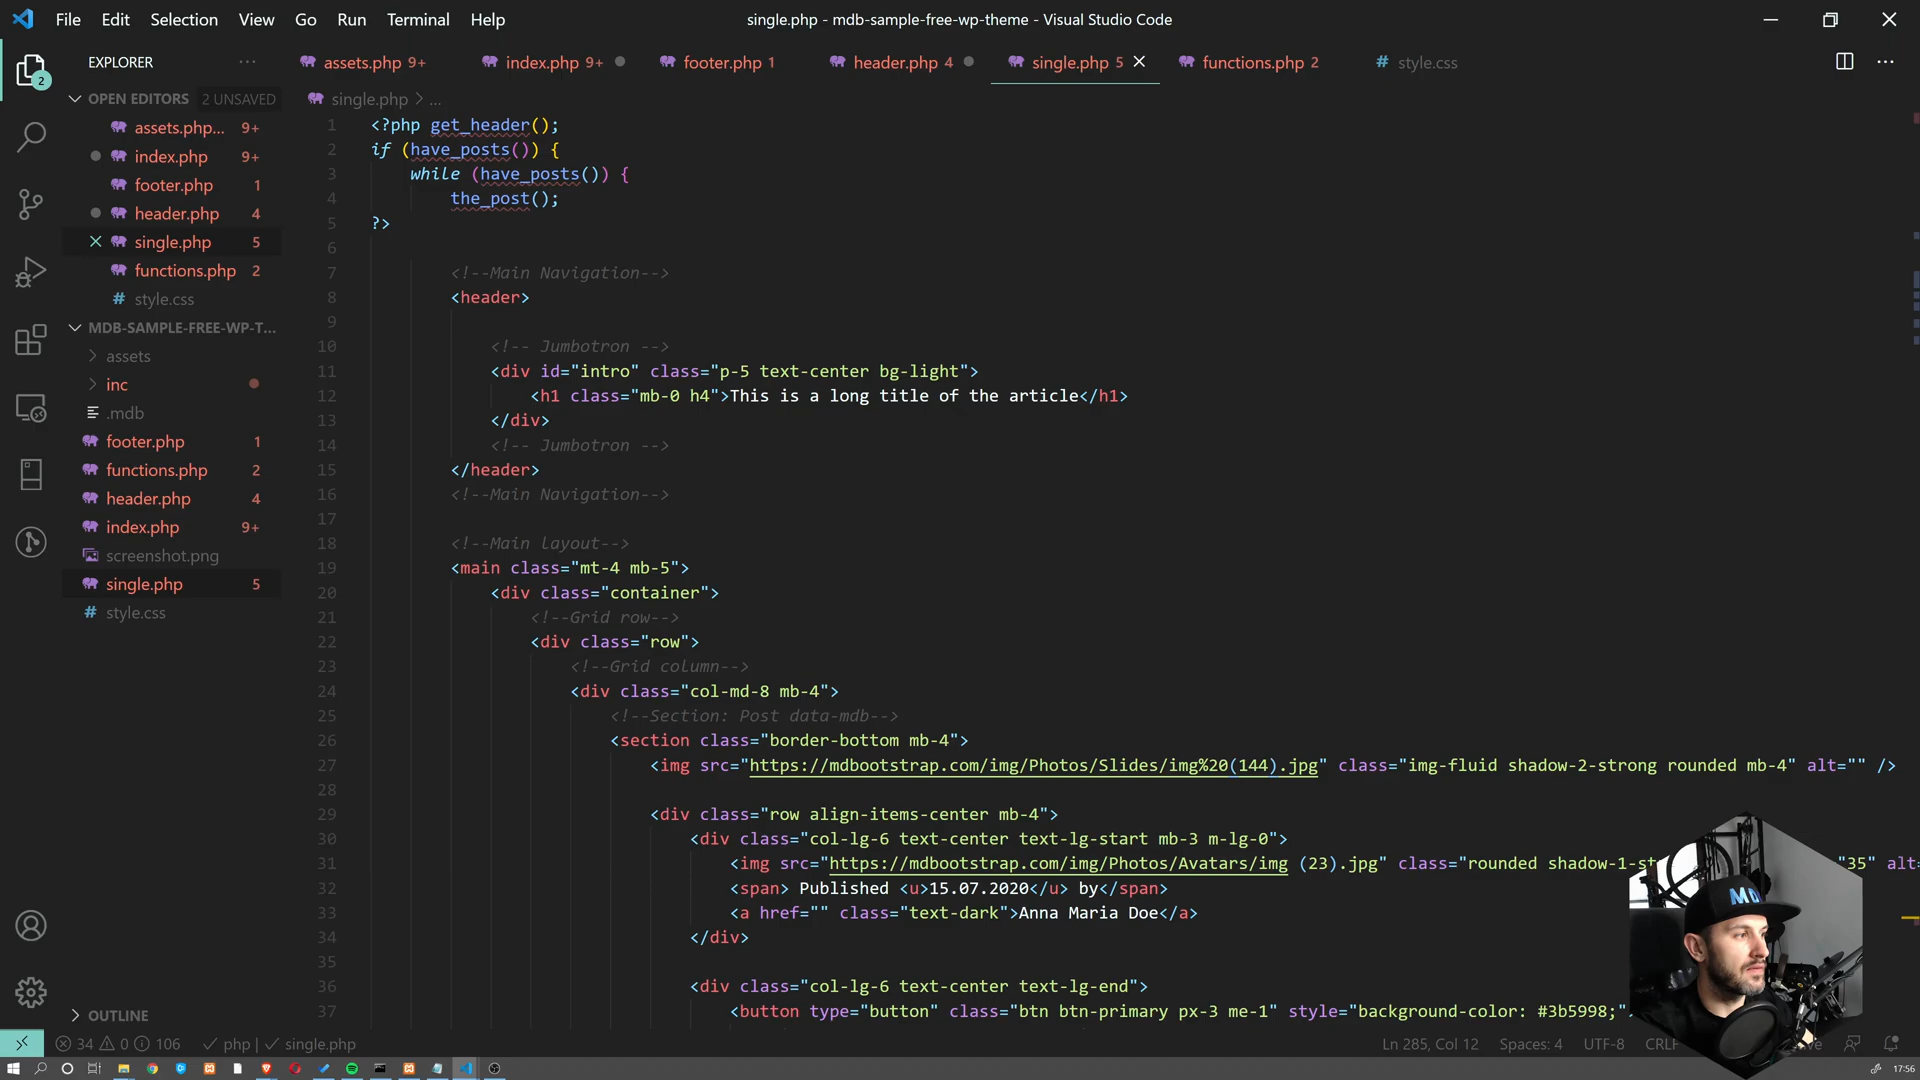 File Edit Selection View Go Run Terminal Help
single.php - mdb-sample-free-wp-theme - Visual Studio Code
EXPLORER
assets.php 9+ index.php 9+ footer.php 1 header.php 4 single.php 5 functions.php 2 # style.css
OPEN EDITORS 2 UNSAVED
assets.php... 9+
index.php 9+
footer.php 1
header.php 4
single.php 5
functions.php 2
# style.css
MDB-SAMPLE-FREE-WP-T...
assets
inc
.mdb
footer.php 1
functions.php 2
header.php 4
index.php 9+
screenshot.png
single.php 5
# style.css
OUTLINE
2
single.php > ...
1 <?php get_header();
2 if (have_posts()) {
3 while (have_posts()) {
4 the_post();
5 ?>
6
7 <!--Main Navigation-->
8 <header>
9
10 <!-- Jumbotron -->
11 <div id="intro" class="p-5 text-center bg-light">
12 <h1 class="mb-0 h4">This is a long title of the article</h1>
13 </div>
14 <!-- Jumbotron -->
15 </header>
16 <!--Main Navigation-->
17
18 <!--Main layout-->
19 <main class="mt-4 mb-5">
20 <div class="container">
21 <!--Grid row-->
22 <div class="row">
23 <!--Grid column-->
24 <div class="col-md-8 mb-4">
25 <!--Section: Post data-mdb-->
26 <section class="border-bottom mb-4">
27 <img src="https://mdbootstrap.com/img/Photos/Slides/img%20(144).jpg" class="img-fluid shadow-2-strong rounded mb-4" alt="" />
28
29 <div class="row align-items-center mb-4">
30 <div class="col-lg-6 text-center text-lg-start mb-3 m-lg-0">
31 <img src="https://mdbootstrap.com/img/Photos/Avatars/img (23).jpg" class="rounded shadow-1-st "35" alt=
32 <span> Published <u>15.07.2020</u> by</span>
33 <a href="" class="text-dark">Anna Maria Doe</a>
34 </div>
35
36 <div class="col-lg-6 text-center text-lg-end">
37 <button type="button" class="btn btn-primary px-3 me-1" style="background-color: #3b5998;"
MD
34 0 106 php | single.php Ln 285, Col 12 Spaces: 4 UTF-8 CRLF
17:56